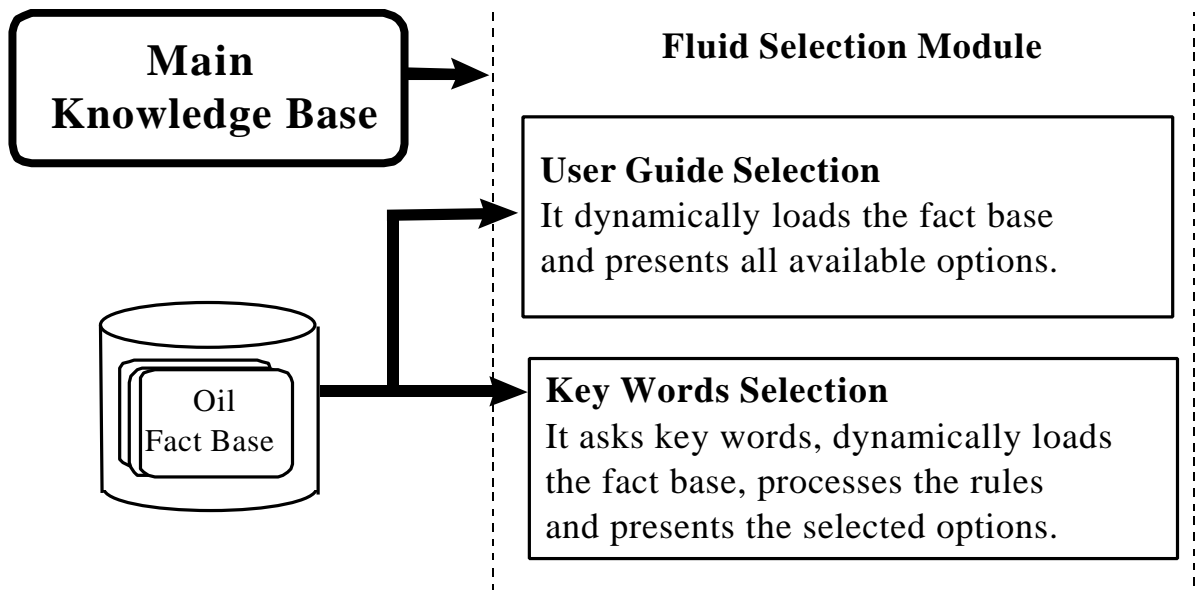 Main
Knowledge Base
Fluid Selection Module
User Guide Selection
It dynamically loads the fact base
and presents all available options.
Oil
Fact Base
Key Words Selection
It asks key words, dynamically loads
the fact base, processes the rules
and presents the selected options.